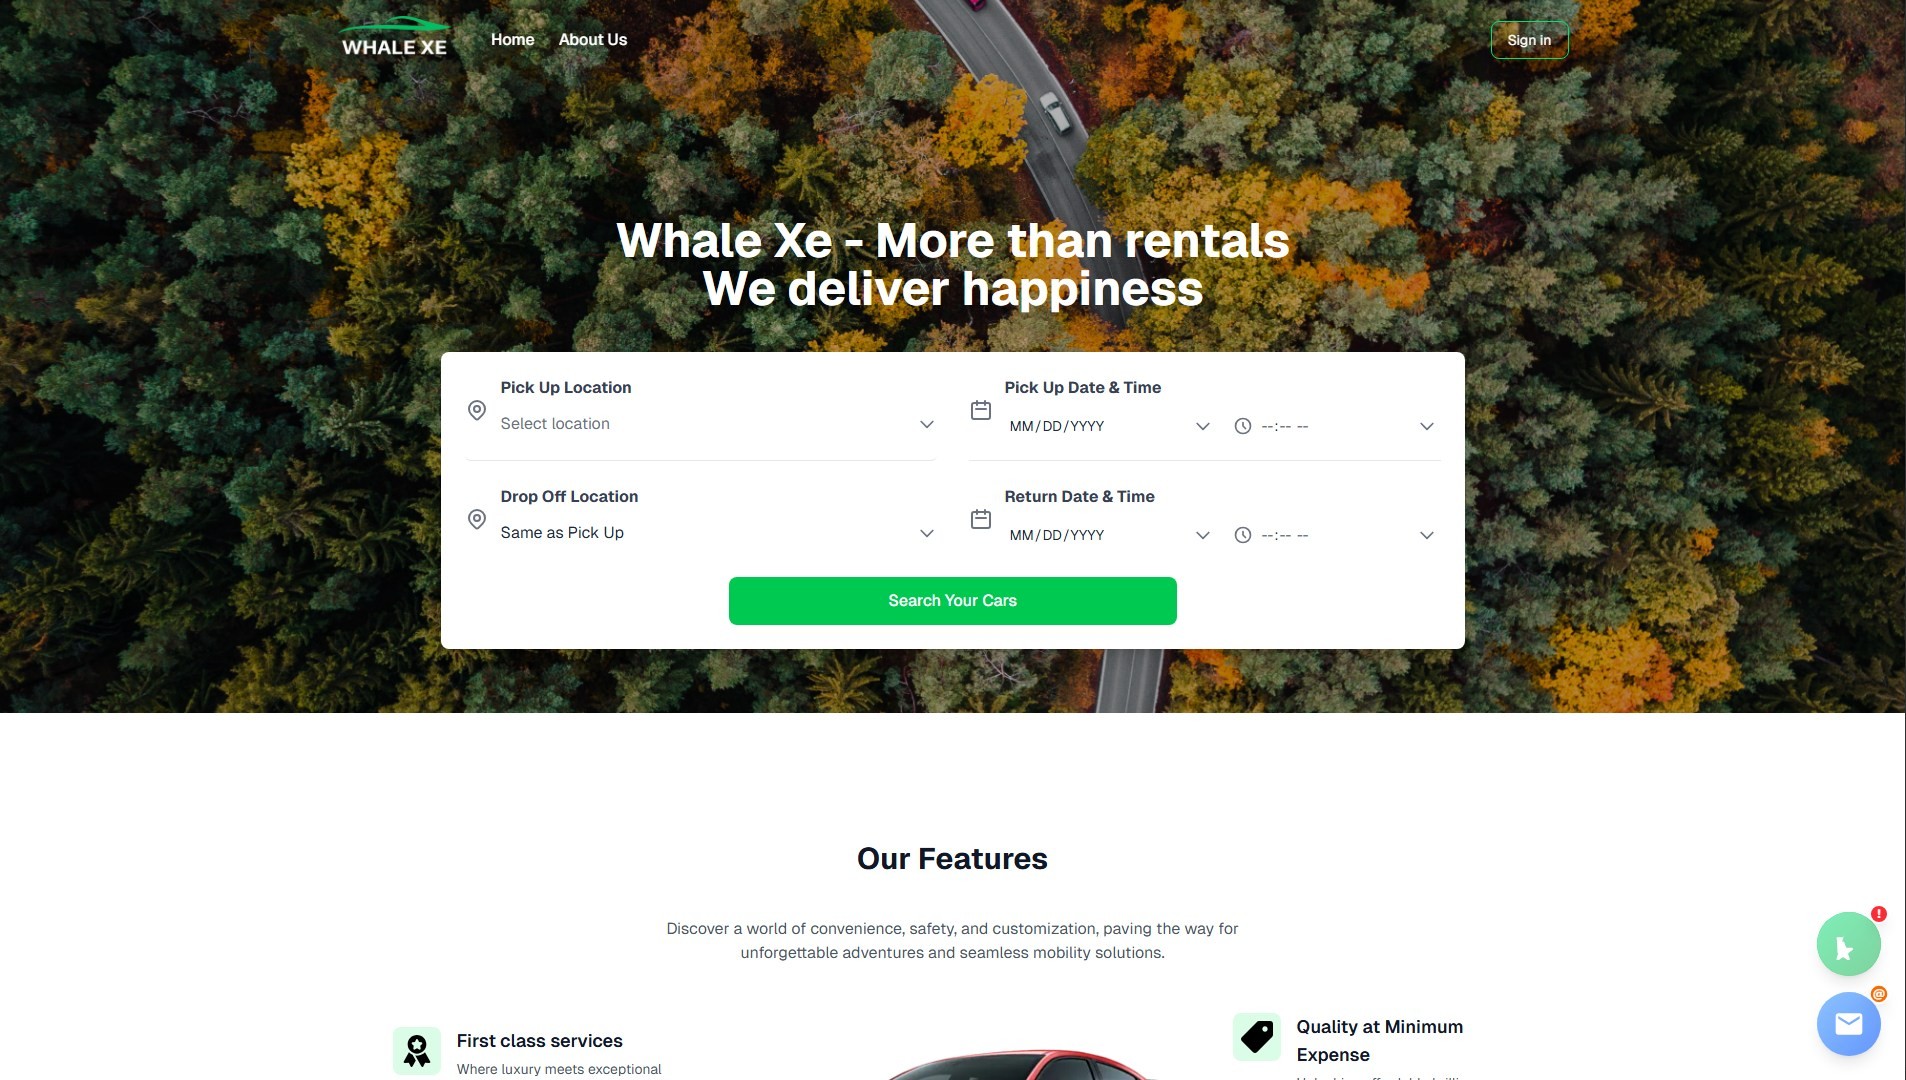 WHALE XE
Home
About Us
Sign in
Whale Xe - More than rentals
We deliver happiness
Pick Up Location
Select location
Pick Up Date & Time
MM/DD/YYYY
--:-- --
Drop Off Location
Same as Pick Up
Return Date & Time
MM/DD/YYYY
--:-- --
Search Your Cars
Our Features
Discover a world of convenience, safety, and customization, paving the way for
unforgettable adventures and seamless mobility solutions.
!
@
First class services
Where luxury meets exceptional
Quality at Minimum
Expense